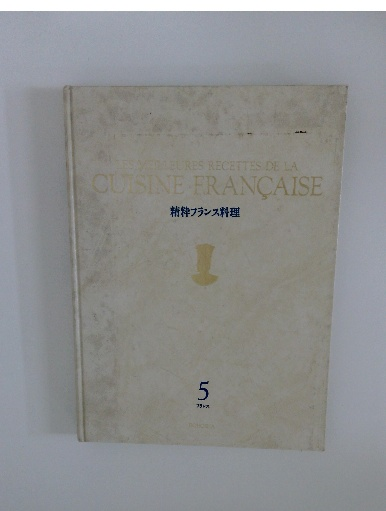 LES MEILLEURES RECETTES DE LA
CUISINE FRANÇAISE
精粋フランス料理
5